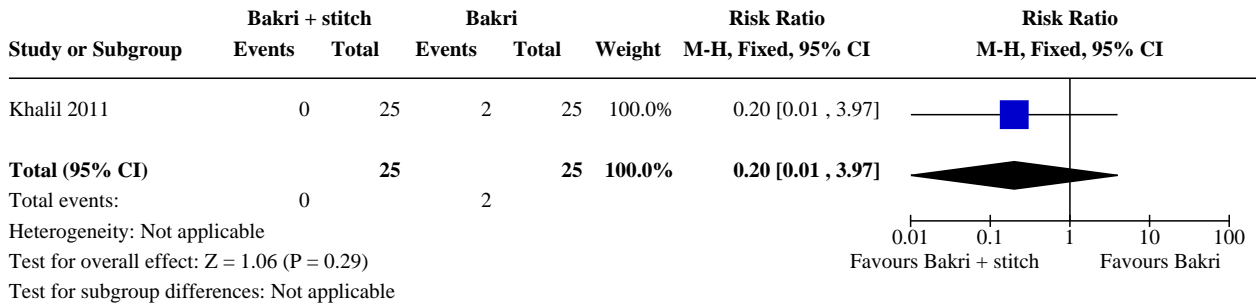 Bakri + stitch Bakri Risk Ratio Risk Ratio
Study or Subgroup Events Total Events Total Weight M-H, Fixed, 95% CI M-H, Fixed, 95% CI
Khalil 2011 0 25 2 25 100.0% 0.20 [0.01 , 3.97]
Total (95% CI) 25 25 100.0% 0.20 [0.01 , 3.97]
Total events: 0 2
Heterogeneity: Not applicable 0.01 0.1 1 10 100
Test for overall effect: Z = 1.06 (P = 0.29) Favours Bakri + stitch Favours Bakri
Test for subgroup differences: Not applicable